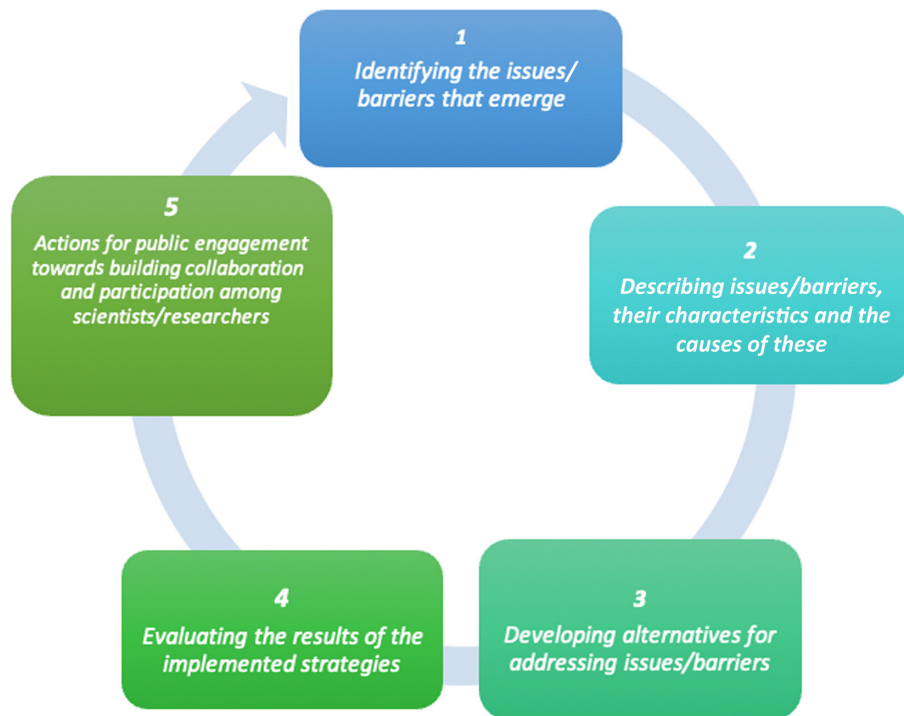 1
Identifying the issues/
barriers that emerge
2
Describing issues/barriers,
their characteristics and the
causes of these
3
Developing alternatives for
addressing issues/barriers
4
Evaluating the results of the
implemented strategies
5
Actions for public engagement
towards building collaboration
and participation among
scientists/researchers